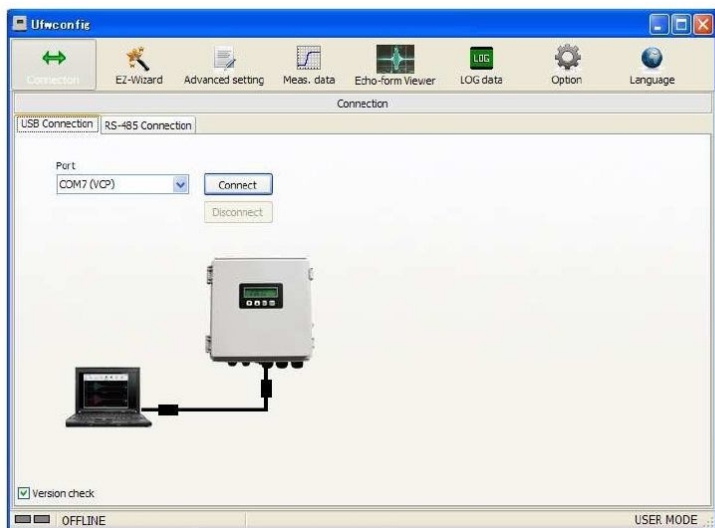 Ufwconfig
Connection EZ-Wizard Advanced setting Meas. data Echo-form Viewer LOG LOG data Option Language
Connection
USB Connection RS-485 Connection
Port
COM7 (VCP) Connect
Disconnect
Version check
OFFLINE USER MODE